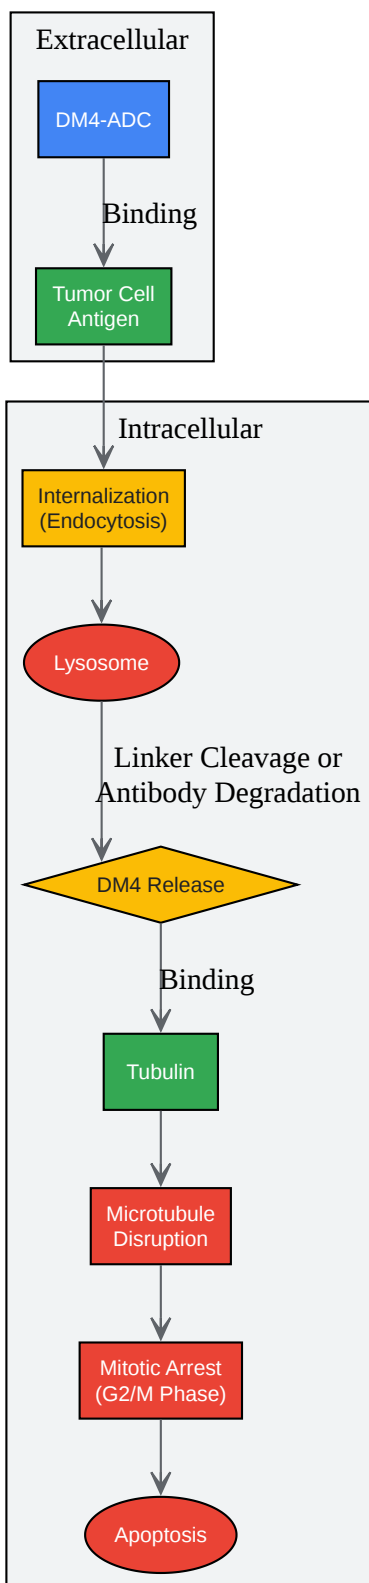 Extracellular
DM4-ADC
Binding
Tumor Cell
Antigen
Intracellular
Internalization
(Endocytosis)
Lysosome
Linker Cleavage or
Antibody Degradation
DM4 Release
Binding
Tubulin
Microtubule
Disruption
Mitotic Arrest
(G2/M Phase)
Apoptosis